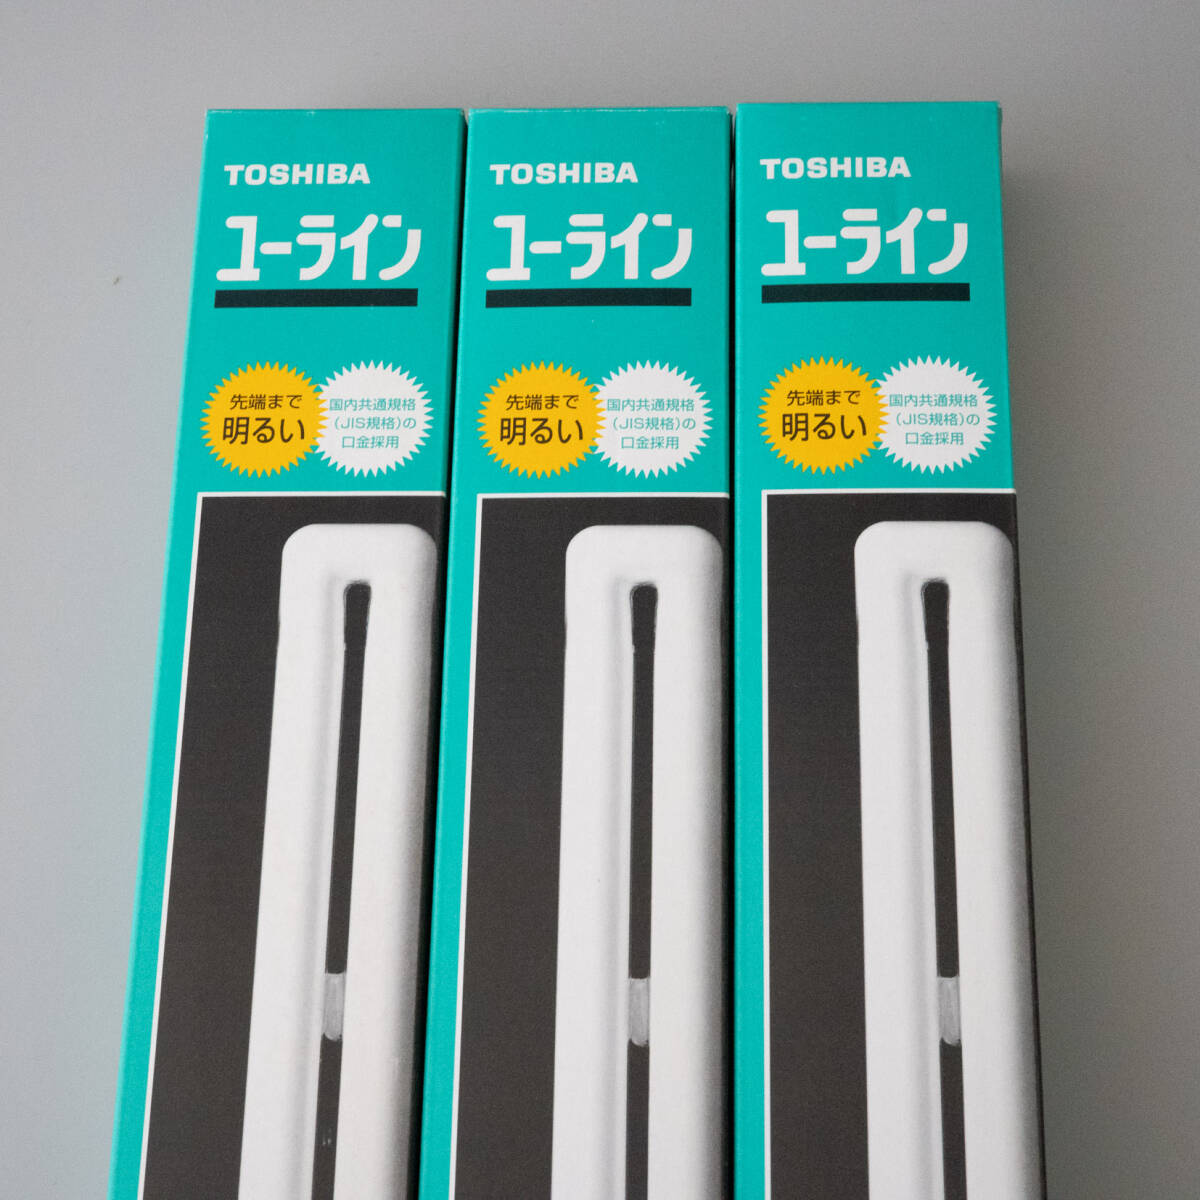 TOSHIBA
ユーライン
先端まで
明るい
国内共通規格
(JIS規格)の
口金採用
TOSHIBA
ユーライン
先端まで
明るい
国内共通規格
(JIS規格)の
口金採用
TOSHIBA
ユーライン
先端まで
明るい
国内共通規格
(JIS規格)の
口金採用